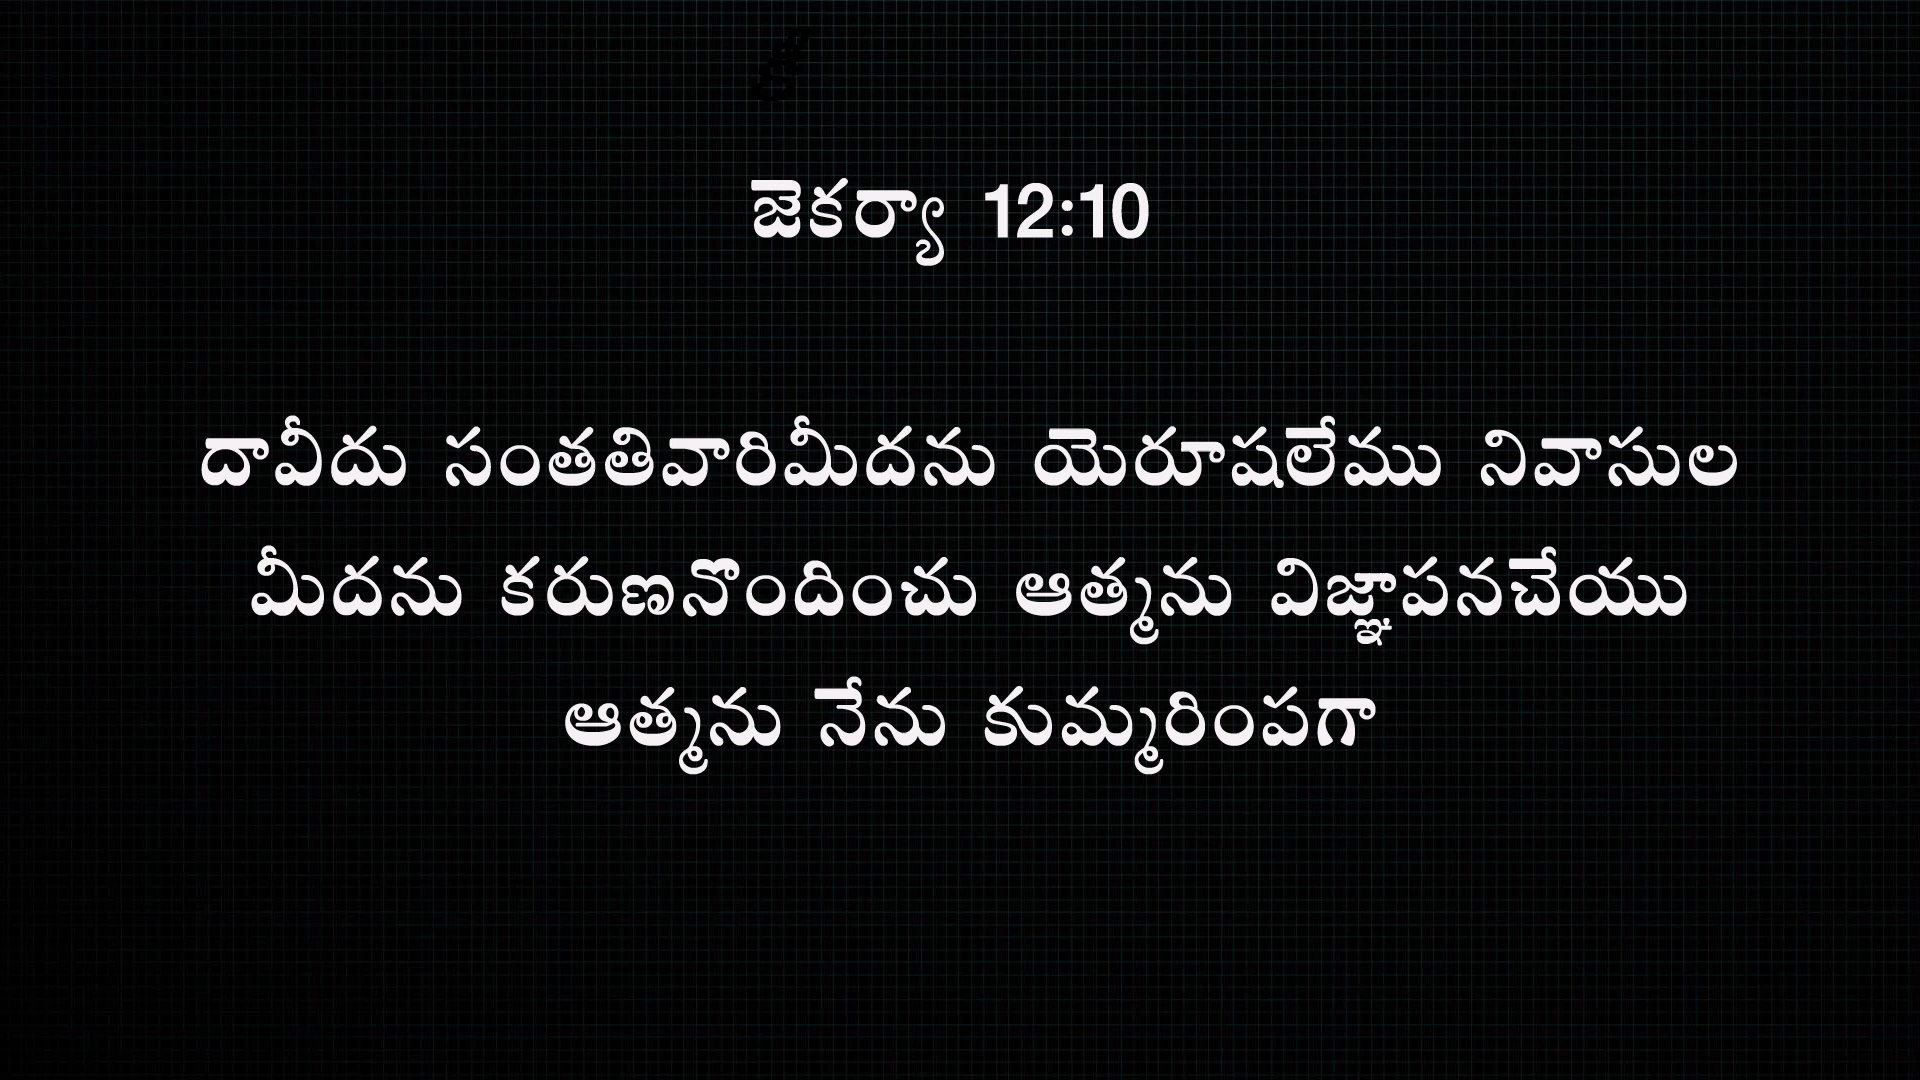 జెకర్యా 12:10
దావీదు సంతతివారిమీదను యెరూషలేము నివాసుల
మీదను కరుణనొందించు ఆత్మను విజ్ఞాపనచేయు
ఆత్మను నేను కుమ్మరింపగా